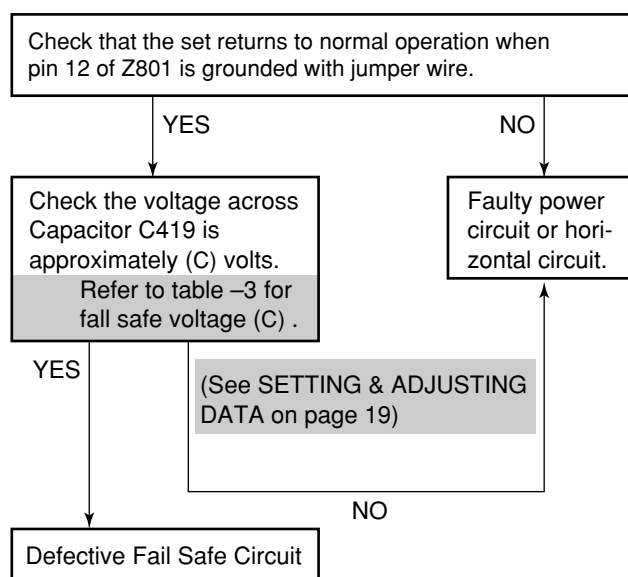 Check that the set returns to normal operation when
pin 12 of Z801 is grounded with jumper wire.
YES
NO
Check the voltage across
Capacitor C419 is
approximately (C) volts.
Refer to table –3 for
fall safe voltage (C) .
Faulty power
circuit or hori-
zontal circuit.
YES
(See SETTING & ADJUSTING
DATA on page 19)
NO
Defective Fail Safe Circuit